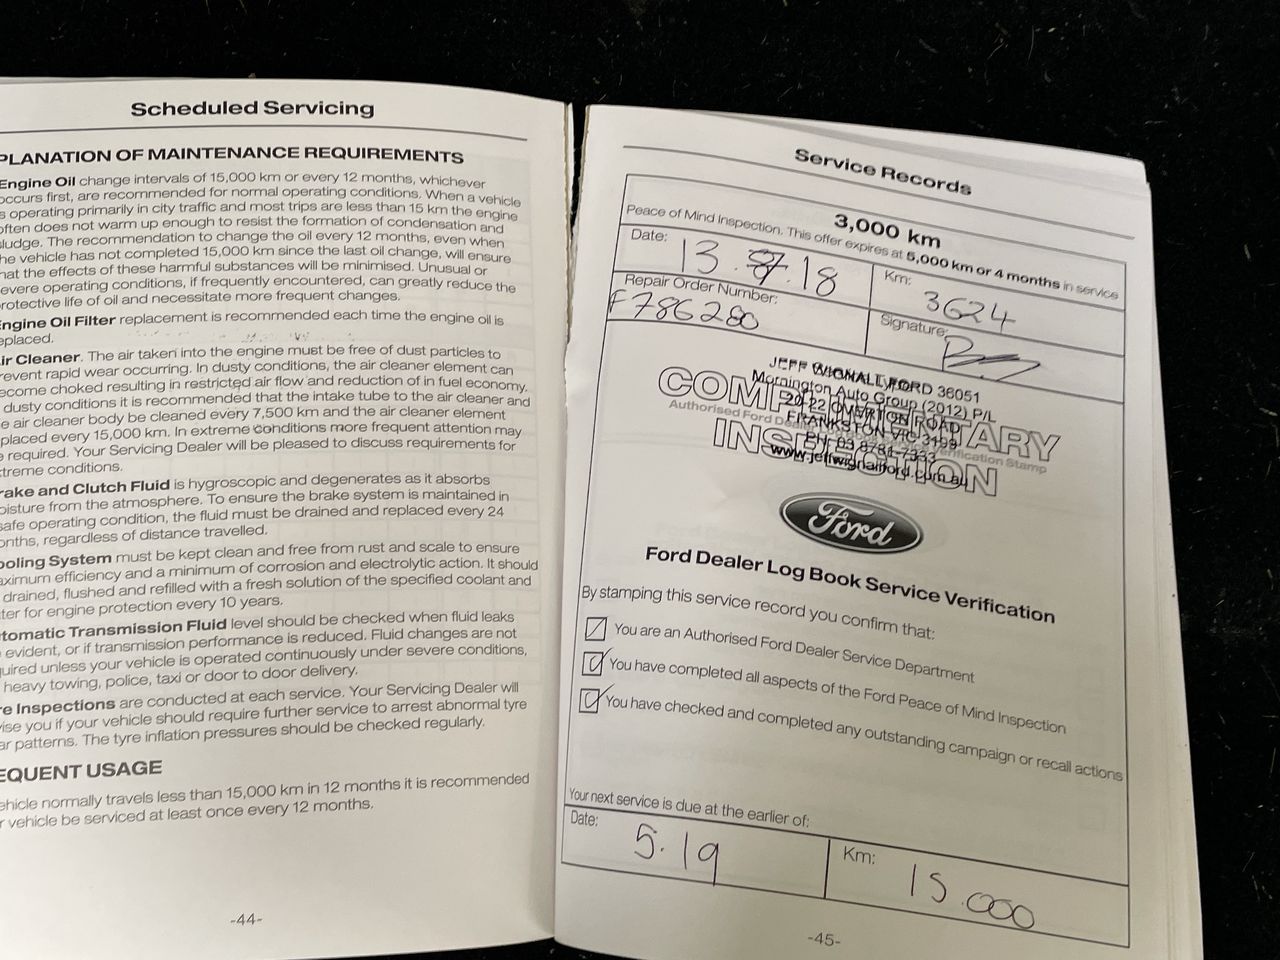 Scheduled Servicing
PLANATION OF MAINTENANCE REQUIREMENTS
Engine Oil change intervals of 15,000 km or every 12 months, whichever
occurs first, are recommended for normal operating conditions. When a vehicle
s operating primarily in city traffic and most trips are less than 15 km the engine
often does not warm up enough to resist the formation of condensation and
ludge. The recommendation to change the oil every 12 months, even when
he vehicle has not completed 15,000 km since the last oil change, will ensure
hat the effects of these harmful substances will be minimised. Unusual or
evere operating conditions, if frequently encountered, can greatly reduce the
rotective life of oil and necessitate more frequent changes.
Engine Oil Filter replacement is recommended each time the engine oil is
eplaced.
ir Cleaner. The air taken into the engine must be free of dust particles to
revent rapid wear occurring. In dusty conditions, the air cleaner element can
ecome choked resulting in restricted air flow and reduction of in fuel economy.
dusty conditions it is recommended that the intake tube to the air cleaner and
e air cleaner body be cleaned every 7,500 km and the air cleaner element
placed every 15,000 km. In extreme conditions more frequent attention may
e required. Your Servicing Dealer will be pleased to discuss requirements for
treme conditions.
rake and Clutch Fluid is hygroscopic and degenerates as it absorbs
oisture from the atmosphere. To ensure the brake system is maintained in
safe operating condition, the fluid must be drained and replaced every 24
onths, regardless of distance travelled.
ooling System must be kept clean and free from rust and scale to ensure
aximum efficiency and a minimum of corrosion and electrolytic action. It should
drained, flushed and refilled with a fresh solution of the specified coolant and
ter for engine protection every 10 years.
tomatic Transmission Fluid level should be checked when fluid leaks
evident, or if transmission performance is reduced. Fluid changes are not
quired unless your vehicle is operated continuously under severe conditions,
heavy towing, police, taxi or door to door delivery.
re Inspections are conducted at each service. Your Servicing Dealer will
vise you if your vehicle should require further service to arrest abnormal tyre
ar patterns. The tyre inflation pressures should be checked regularly.
EQUENT USAGE
ehicle normally travels less than 15,000 km in 12 months it is recommended
r vehicle be serviced at least once every 12 months.
-44-
Service Records
3,000 km
Peace of Mind Inspection. This offer expires at 5,000 km or 4 months in service
Date: 13.8.18
Km: 3624
Repair Order Number:
F786280
Signature:
JEFF WIGNALL FORD 36051
Mornington Auto Group (2012) P/L
20-22 OVERTON ROAD
FRANKSTON VIC 3199
PH: 03 8781-7333
www.jeffwignallford.com.au
COMPLIMENTARY
Authorised Ford Dealer Verification Stamp
INSPECTION
Ford
Ford Dealer Log Book Service Verification
By stamping this service record you confirm that:
You are an Authorised Ford Dealer Service Department
You have completed all aspects of the Ford Peace of Mind Inspection
You have checked and completed any outstanding campaign or recall actions
Your next service is due at the earlier of:
Date: 5.19
Km: 15.000
-45-